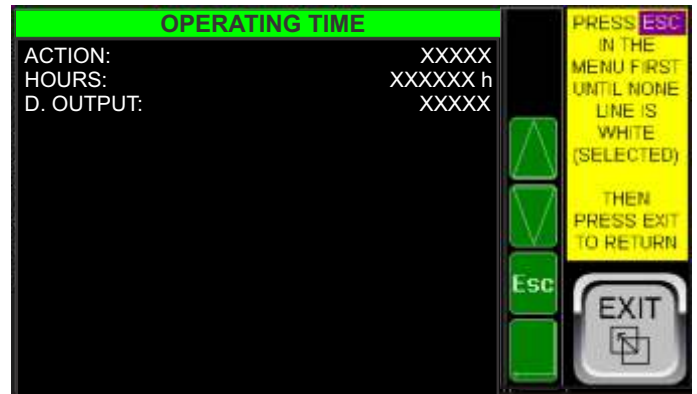 OPERATING TIME
ACTION: XXXXX
HOURS: XXXXXX h
D. OUTPUT: XXXXX
Esc
PRESS ESC
IN THE
MENU FIRST
UNTIL NONE
LINE IS
WHITE
(SELECTED)
THEN
PRESS EXIT
TO RETURN
EXIT